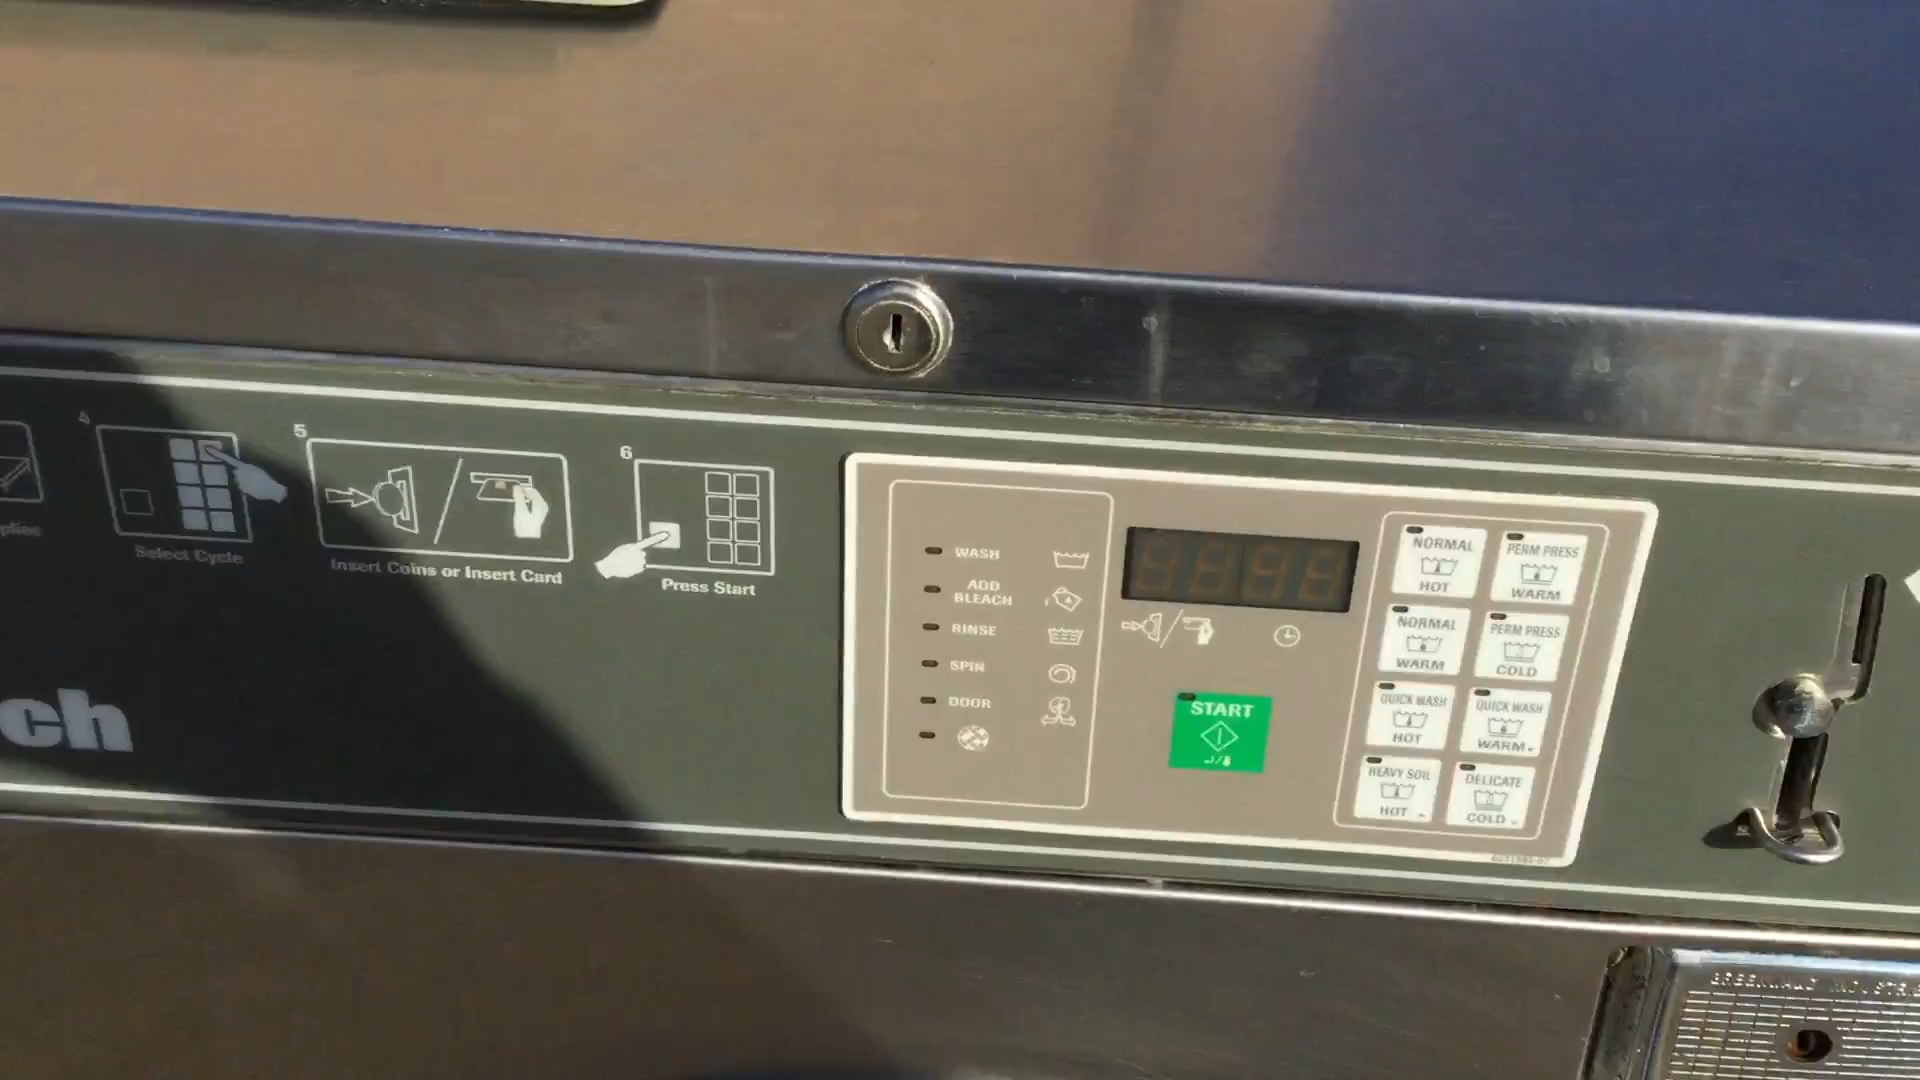 4
plies
Select Cycle
5
Insert Coins or Insert Card
6
Press Start
ch
WASH
ADD
BLEACH
RINSE
SPIN
DOOR
START
NORMAL
HOT
PERM PRESS
WARM
NORMAL
WARM
PERM PRESS
COLD
QUICK WASH
HOT
QUICK WASH
WARM
HEAVY SOIL
HOT
DELICATE
COLD